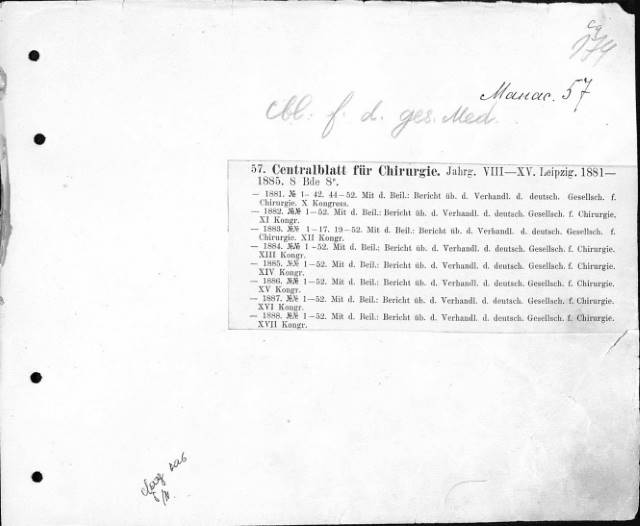 174
Manas. 57
Cbl. f. d. ges. Med.
57. Centralblatt für Chirurgie. Jahrg. VIII—XV. Leipzig. 1881—
1885. 8 Bde 8°.
— 1881. № 1—42. 44—52. Mit d. Beil.: Bericht üb. d. Verhandl. d. deutsch. Gesellsch. f.
Chirurgie. X Kongress.
— 1882. №№ 1—52. Mit d. Beil.: Bericht üb. d. Verhandl. d. deutsch. Gesellsch. f. Chirurgie.
XI Kongr.
— 1883. №№ 1—17. 19—52. Mit d. Beil.: Bericht üb. d. Verhandl. d. deutsch. Gesellsch. f.
Chirurgie. XII Kongr.
— 1884. №№ 1—52. Mit d. Beil.: Bericht üb. d. Verhandl. d. deutsch. Gesellsch. f. Chirurgie.
XIII Kongr.
— 1885. №№ 1—52. Mit d. Beil.: Bericht üb. d. Verhandl. d. deutsch. Gesellsch. f. Chirurgie.
XIV Kongr.
— 1886. №№ 1—52. Mit d. Beil.: Bericht üb. d. Verhandl. d. deutsch. Gesellsch. f. Chirurgie.
XV Kongr.
— 1887. №№ 1—52. Mit d. Beil.: Bericht üb. d. Verhandl. d. deutsch. Gesellsch. f. Chirurgie.
XVI Kongr.
— 1888. №№ 1—52. Mit d. Beil.: Bericht üb. d. Verhandl. d. deutsch. Gesellsch. f. Chirurgie.
XVII Kongr.